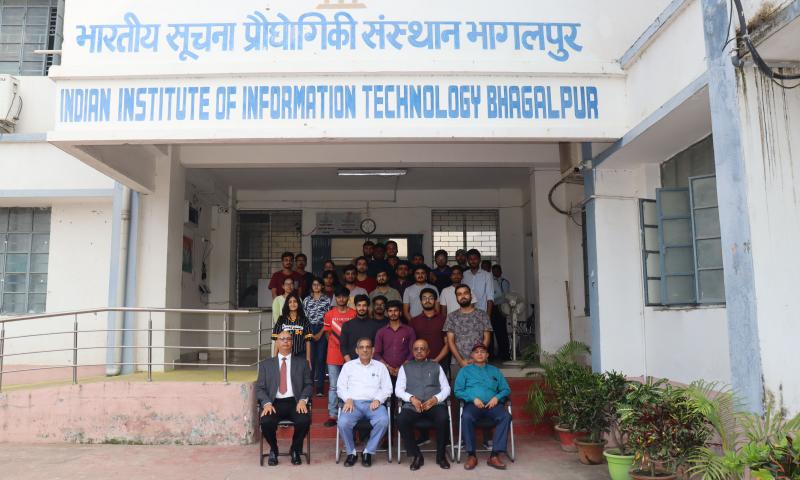 भारतीय सूचना प्रौद्योगिकी संस्थान भागलपुर
INDIAN INSTITUTE OF INFORMATION TECHNOLOGY BHAGALPUR